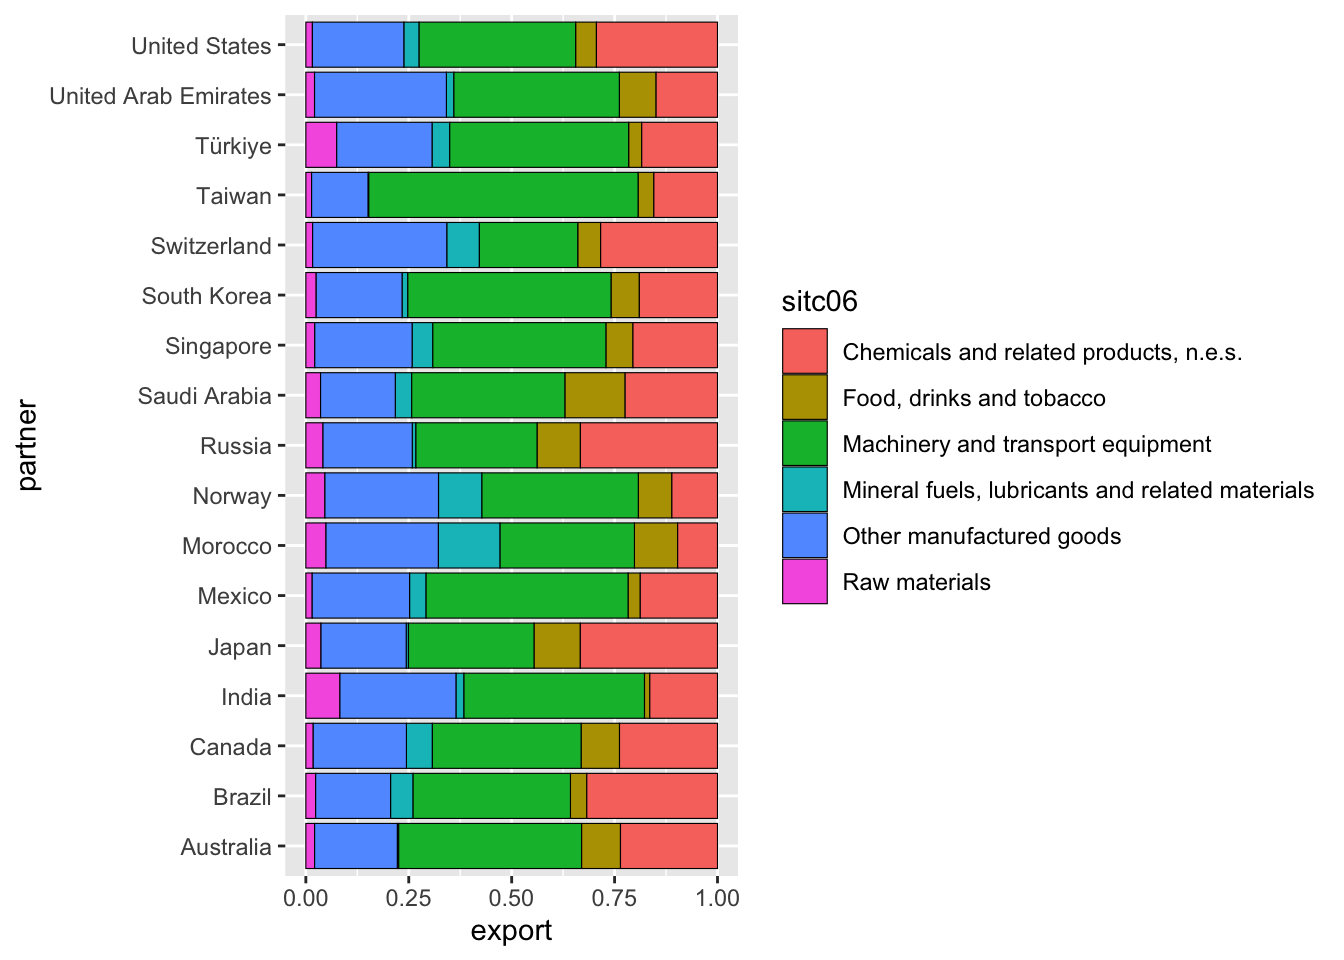 United States
United Arab Emirates
Türkiye
Taiwan
Switzerland
South Korea
Singapore
Saudi Arabia
Russia
Norway
Morocco
Mexico
Japan
India
Canada
Brazil
Australia
partner
0.00 0.25 0.50 0.75 1.00
export
sitc06
Chemicals and related products, n.e.s.
Food, drinks and tobacco
Machinery and transport equipment
Mineral fuels, lubricants and related materials
Other manufactured goods
Raw materials